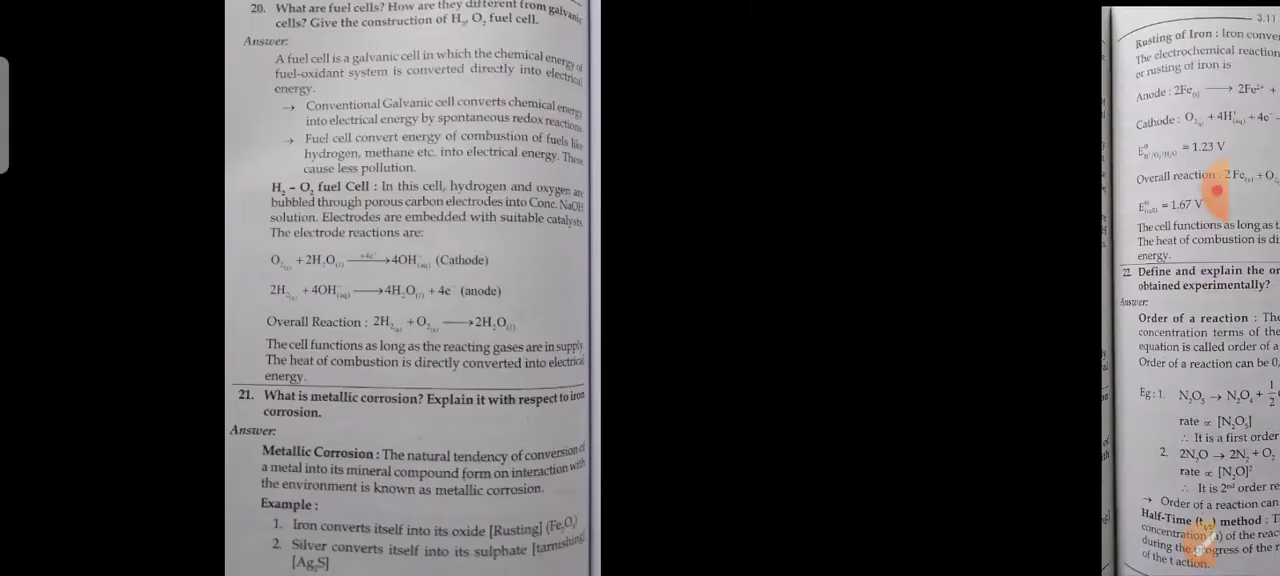 20. What are fuel cells? How are they different from galvanic
cells? Give the construction of H₂, O₂ fuel cell.
Answer:
A fuel cell is a galvanic cell in which the chemical energy of
fuel-oxidant system is converted directly into electrical
energy.
→ Conventional Galvanic cell converts chemical energy
into electrical energy by spontaneous redox reactions.
→ Fuel cell convert energy of combustion of fuels like
hydrogen, methane etc. into electrical energy. These
cause less pollution.
H₂ – O₂ fuel Cell : In this cell, hydrogen and oxygen are
bubbled through porous carbon electrodes into Conc. NaOH
solution. Electrodes are embedded with suitable catalysts.
The electrode reactions are:
O₂(g) + 2H₂O(l) —+4e⁻→ 4OH⁻(aq) (Cathode)
2H₂(g) + 4OH⁻(aq) ⟶ 4H₂O(l) + 4e⁻ (anode)
Overall Reaction : 2H₂(g) + O₂(g) ⟶ 2H₂O(l)
The cell functions as long as the reacting gases are in supply.
The heat of combustion is directly converted into electrical
energy.
21. What is metallic corrosion? Explain it with respect to iron
corrosion.
Answer:
Metallic Corrosion : The natural tendency of conversion of
a metal into its mineral compound form on interaction with
the environment is known as metallic corrosion.
Example :
1. Iron converts itself into its oxide [Rusting] (Fe₂O₃)
2. Silver converts itself into its sulphate [tarnishing]
[Ag₂S]
3.11
Rusting of Iron : Iron conve
The electrochemical reaction
or rusting of iron is
Anode : 2Fe(s) ⟶ 2Fe²⁺ +
Cathode : O₂(g) + 4H⁺(aq) + 4e⁻
E⁰ H⁺/O₂/H₂O = 1.23 V
Overall reaction : 2Fe(s) + O₂
E⁰(cell) = 1.67 V
The cell functions as long as t
The heat of combustion is di
energy.
22. Define and explain the or
obtained experimentally?
Answer:
Order of a reaction : The
concentration terms of the
equation is called order of a
Order of a reaction can be 0,
Eg : 1. N₂O₅ → N₂O₄ + 1/2
rate ∝ [N₂O₅]
∴ It is a first order
2. 2N₂O → 2N₂ + O₂
rate ∝ [N₂O]²
∴ It is 2nd order re
→ Order of a reaction can
Half-Time (t1/2) method : T
concentration (a) of the reac
during the progress of the r
of the